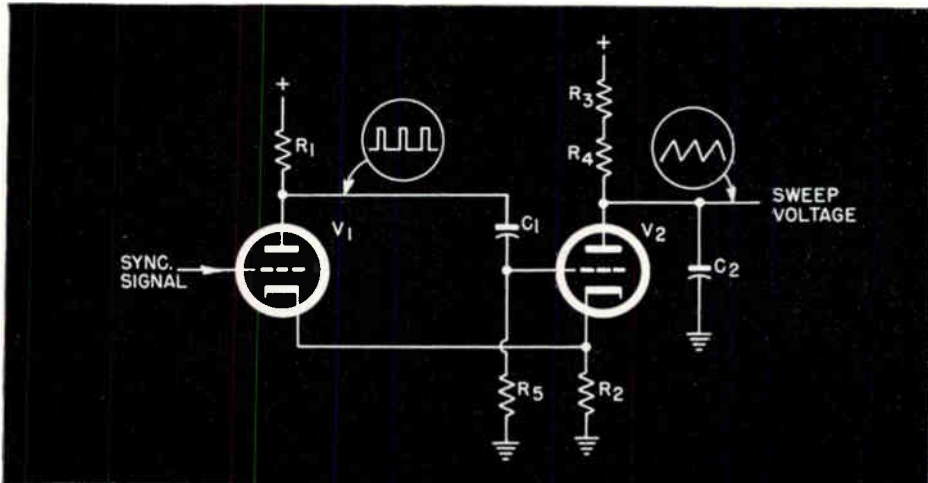 +
+
R3
R1
R4
SWEEP
VOLTAGE
V1
C1
V2
SYNC.
SIGNAL
C2
R5
R2